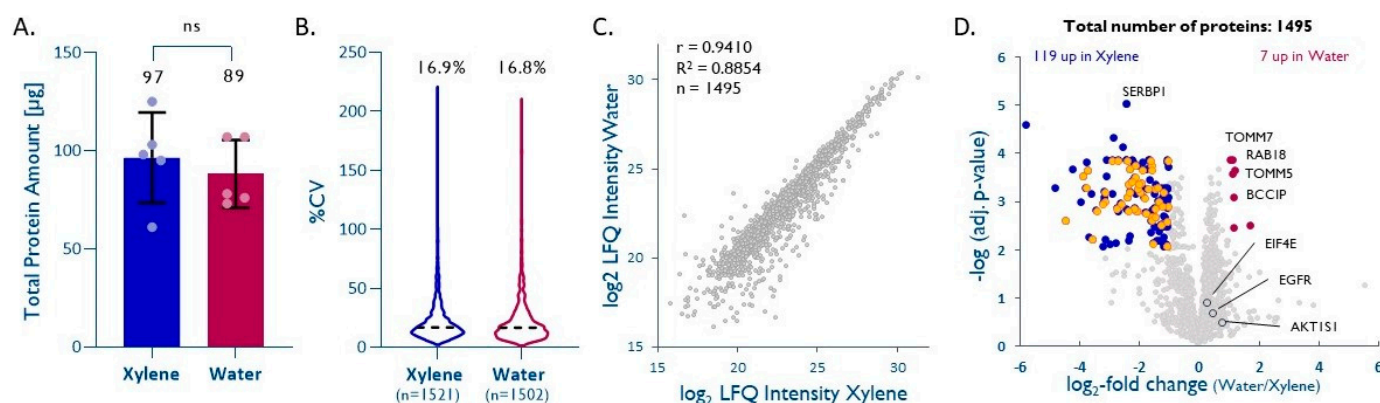 A.
ns
150
100
50
0
Total Protein Amount [µg]
97
89
Xylene
Water
B.
250
200
150
100
50
0
%CV
16.9%
16.8%
Xylene
(n=1521)
Water
(n=1502)
C.
r = 0.9410
R² = 0.8854
n = 1495
30
25
20
15
log2 LFQ Intensity Water
15
20
25
30
log₂ LFQ Intensity Xylene
D.
Total number of proteins: 1495
119 up in Xylene
7 up in Water
6
5
4
3
2
1
0
-log (adj. p-value)
SERBP1
TOMM7
RAB18
TOMM5
BCCIP
EIF4E
EGFR
AKT1S1
-6
-4
-2
0
2
4
6
log₂-fold change (Water/Xylene)